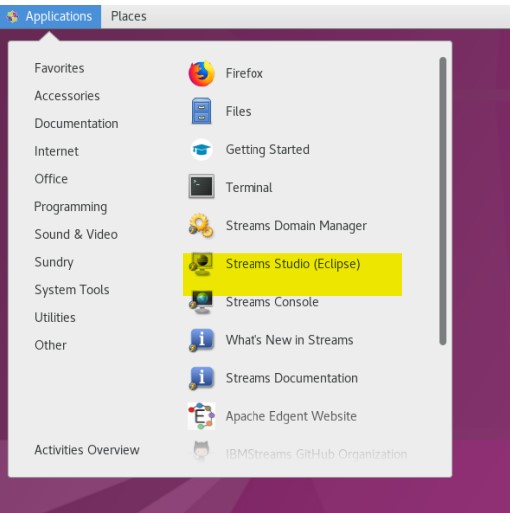 Applications Places
Favorites
Accessories
Documentation
Internet
Office
Programming
Sound & Video
Sundry
System Tools
Utilities
Other
Activities Overview
Firefox
Files
Getting Started
Terminal
Streams Domain Manager
Streams Studio (Eclipse)
Streams Console
What's New in Streams
Streams Documentation
Apache Edgent Website
IBMStreams GitHub Organization